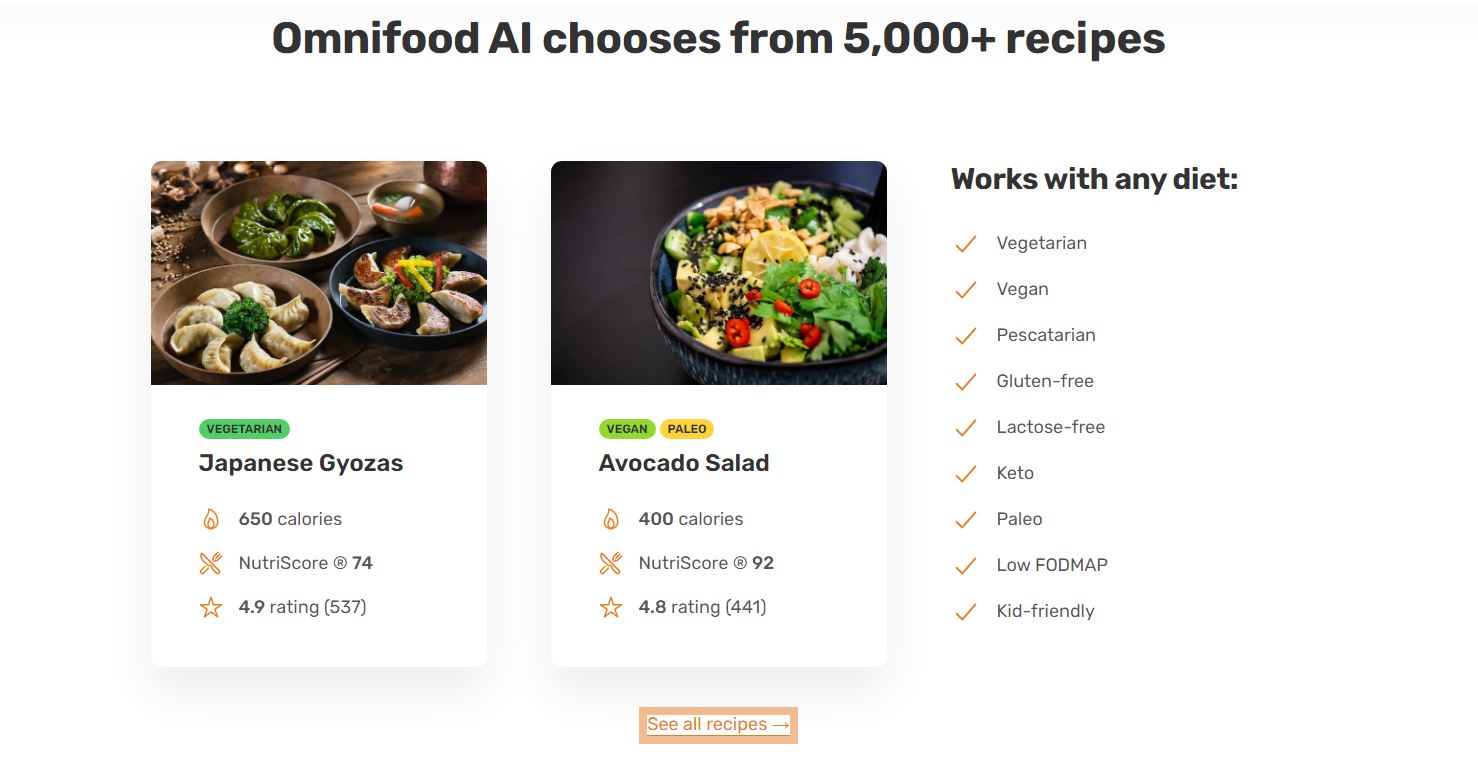 Omnifood AI chooses from 5,000+ recipes
VEGETARIAN
Japanese Gyozas
650 calories
NutriScore ® 74
4.9 rating (537)
VEGAN PALEO
Avocado Salad
400 calories
NutriScore ® 92
4.8 rating (441)
Works with any diet:
Vegetarian
Vegan
Pescatarian
Gluten-free
Lactose-free
Keto
Paleo
Low FODMAP
Kid-friendly
See all recipes →